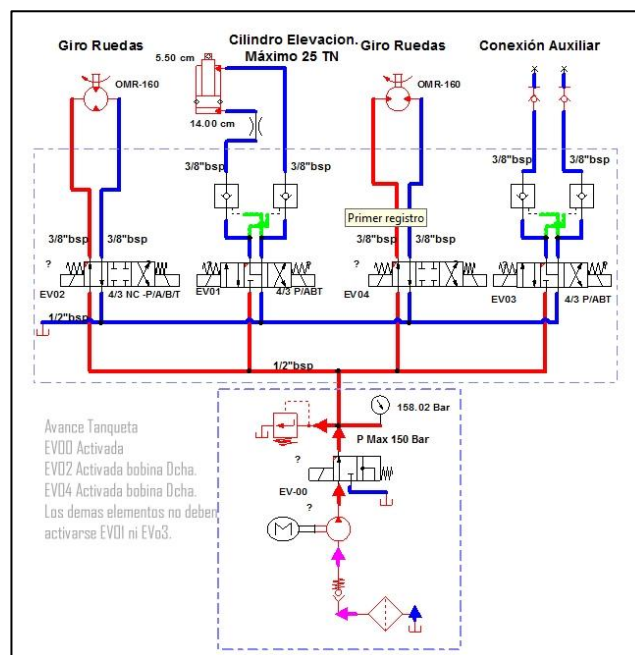 Giro Ruedas
Cilindro Elevacion.
Máximo 25 TN
Giro Ruedas
Conexión Auxiliar
5.50 cm
OMR-160
OMR-160
14.00 cm
3/8"bsp
3/8"bsp
3/8"bsp
3/8"bsp
Primer registro
3/8"bsp
3/8"bsp
3/8"bsp
3/8"bsp
?
?
?
?
?
?
EV02
4/3 NC -P/A/B/T
EV01
4/3 P/ABT
EV04
EV03
4/3 P/ABT
1/2"bsp
1/2"bsp
158.02 Bar
P Max 150 Bar
?
EV-00
?
M
Avance Tanqueta
EV00 Activada
EV02 Activada bobina Dcha.
EV04 Activada bobina Dcha.
Los demas elementos no deben
activarse EV01 ni EVo3.